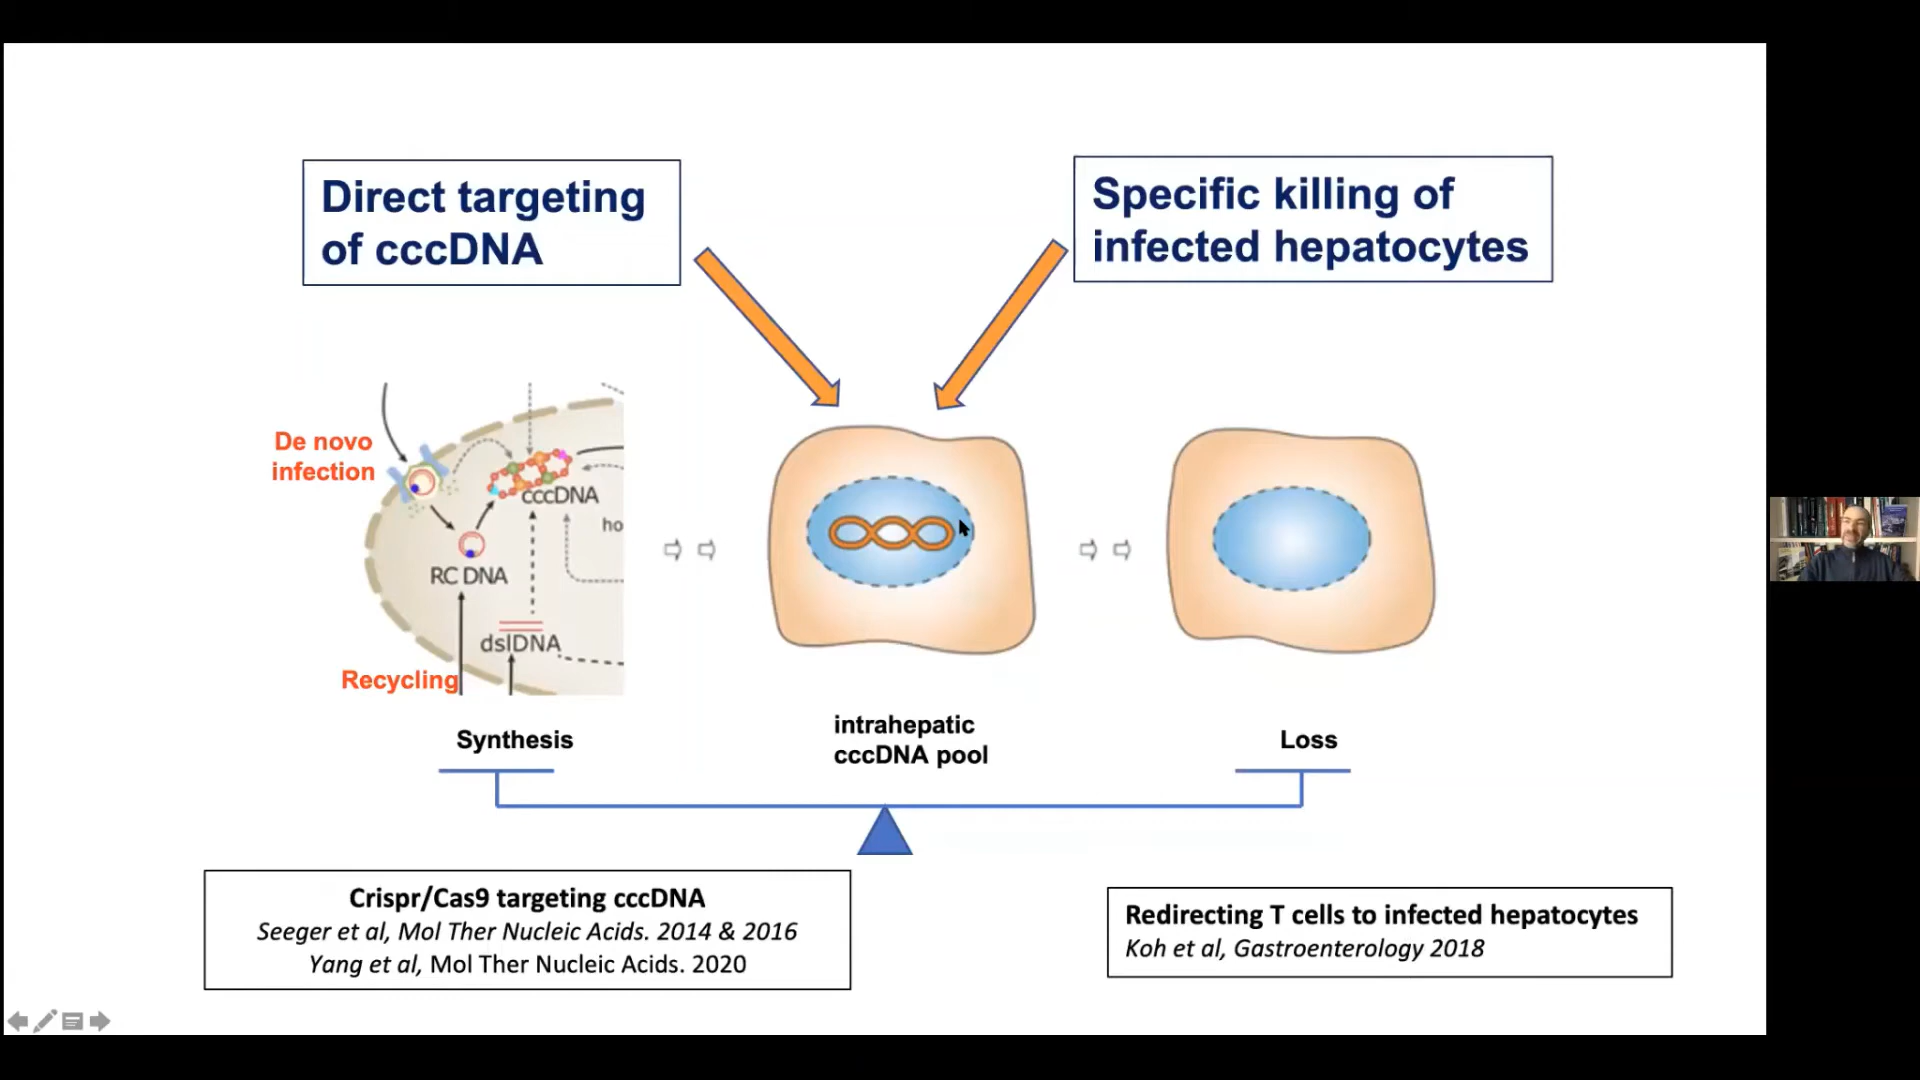 Direct targeting
of cccDNA
Specific killing of
infected hepatocytes
De novo
infection
cccDNA
ho
RC DNA
dslDNA
Recycling
Synthesis
intrahepatic
cccDNA pool
Loss
Crispr/Cas9 targeting cccDNA
Seeger et al, Mol Ther Nucleic Acids. 2014 & 2016
Yang et al, Mol Ther Nucleic Acids. 2020
Redirecting T cells to infected hepatocytes
Koh et al, Gastroenterology 2018